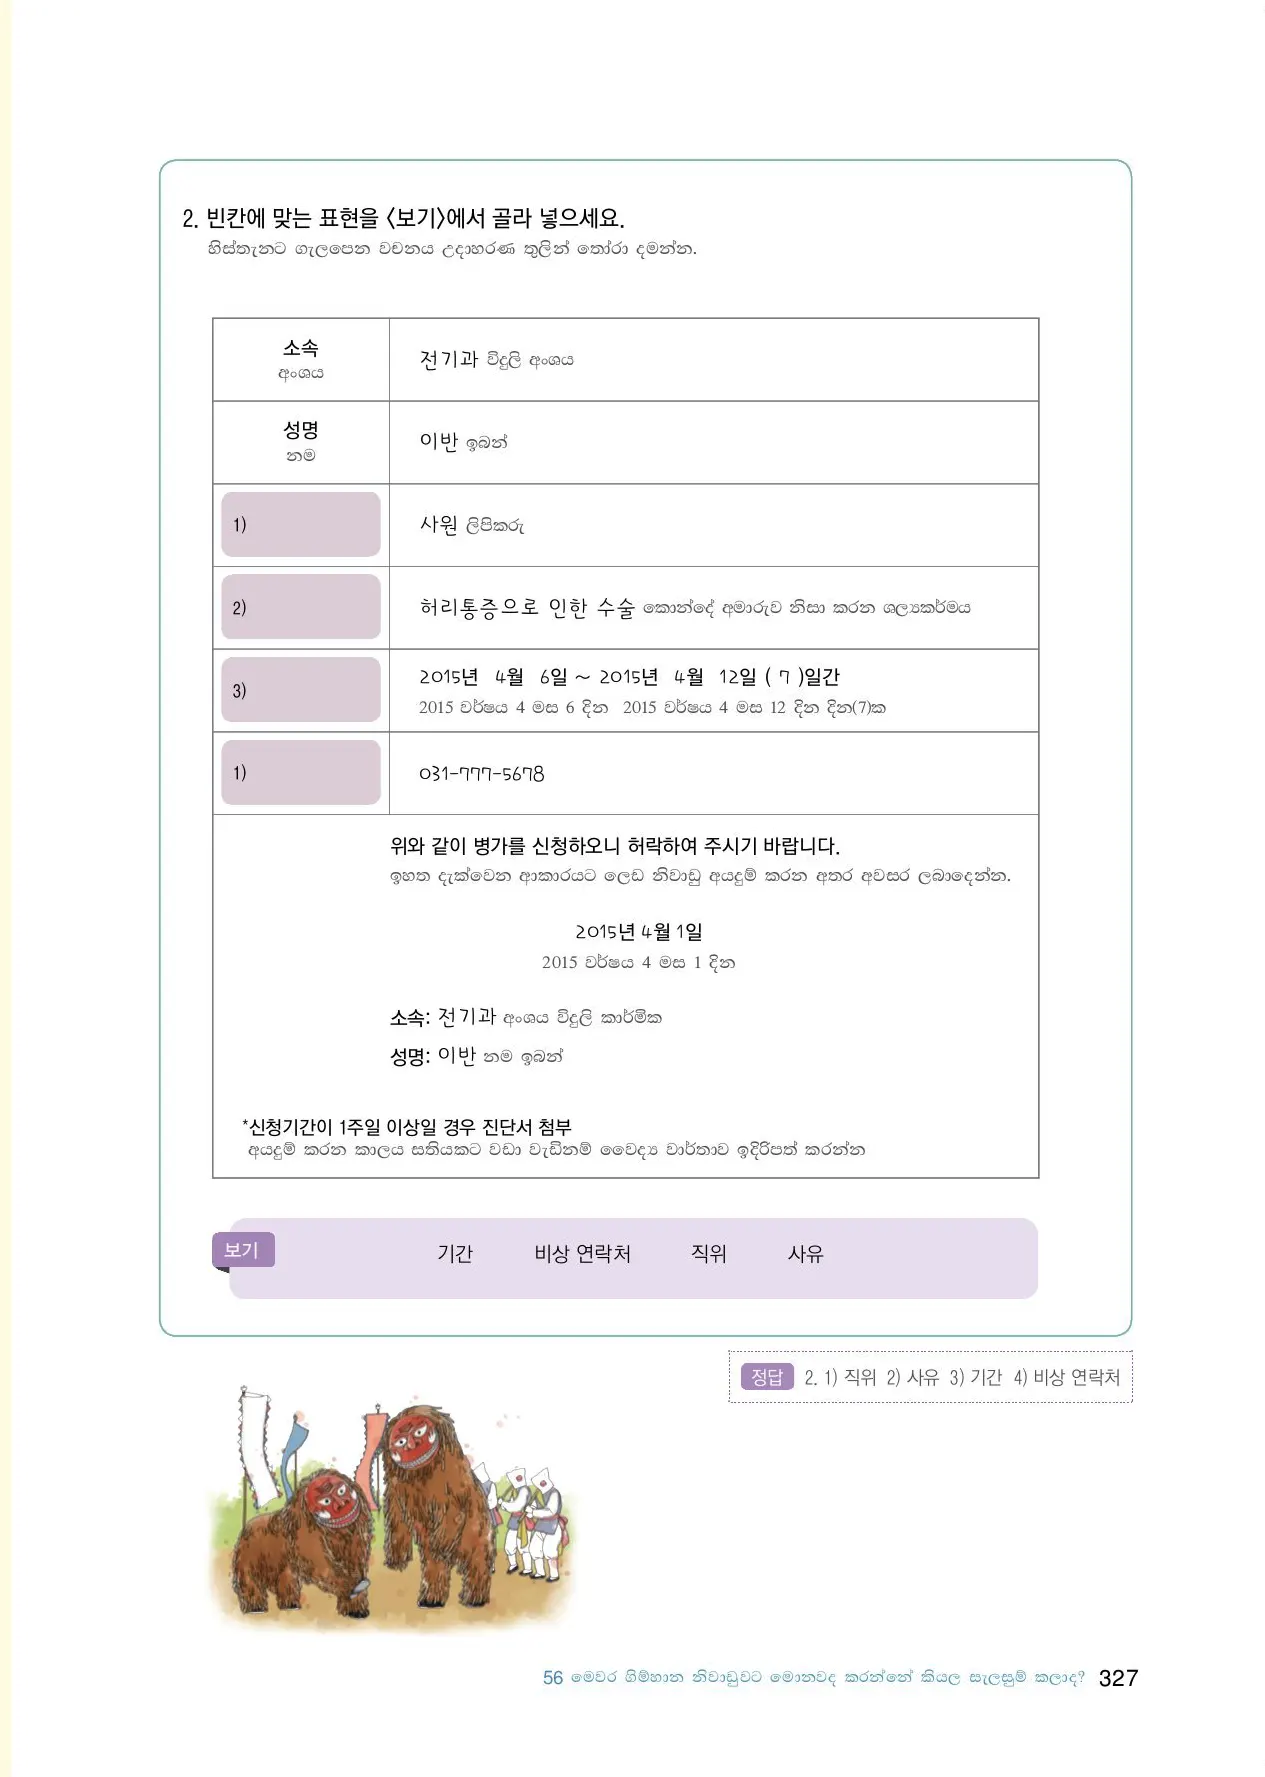 2. 빈칸에 맞는 표현을 <보기>에서 골라 넣으세요.
හිස්තැනට ගැලපෙන වචනය උදාහරණ තුලින් තෝරා දමන්න.
소속
අංශය
전기과 විදුලි අංශය
성명
නම
이반 ඉබන්
1)
사원 ලිපිකරු
2)
허리통증으로 인한 수술 කොන්දේ අමාරුව නිසා කරන ශල්‍යකර්මය
3)
2015년 4월 6일 ~ 2015년 4월 12일 ( 7 )일간
2015 වර්ෂය 4 මස 6 දින 2015 වර්ෂය 4 මස 12 දින දින(7)ක
1)
031-777-5678
위와 같이 병가를 신청하오니 허락하여 주시기 바랍니다.
ඉහත දැක්වෙන ආකාරයට ලෙඩ නිවාඩු අයදුම් කරන අතර අවසර ලබාදෙන්න.
2015년 4월 1일
2015 වර්ෂය 4 මස 1 දින
소속: 전기과 අංශය විදුලි කාර්මික
성명: 이반 නම ඉබන්
*신청기간이 1주일 이상일 경우 진단서 첨부
අයදුම් කරන කාලය සතියකට වඩා වැඩිනම් වෛද්‍ය වාර්තාව ඉදිරිපත් කරන්න
보기 기간 비상 연락처 직위 사유
정답 2. 1) 직위 2) 사유 3) 기간 4) 비상 연락처
56 මෙවර ගිම්හාන නිවාඩුවට මොනවද කරන්නේ කියල සැලසුම් කලාද? 327